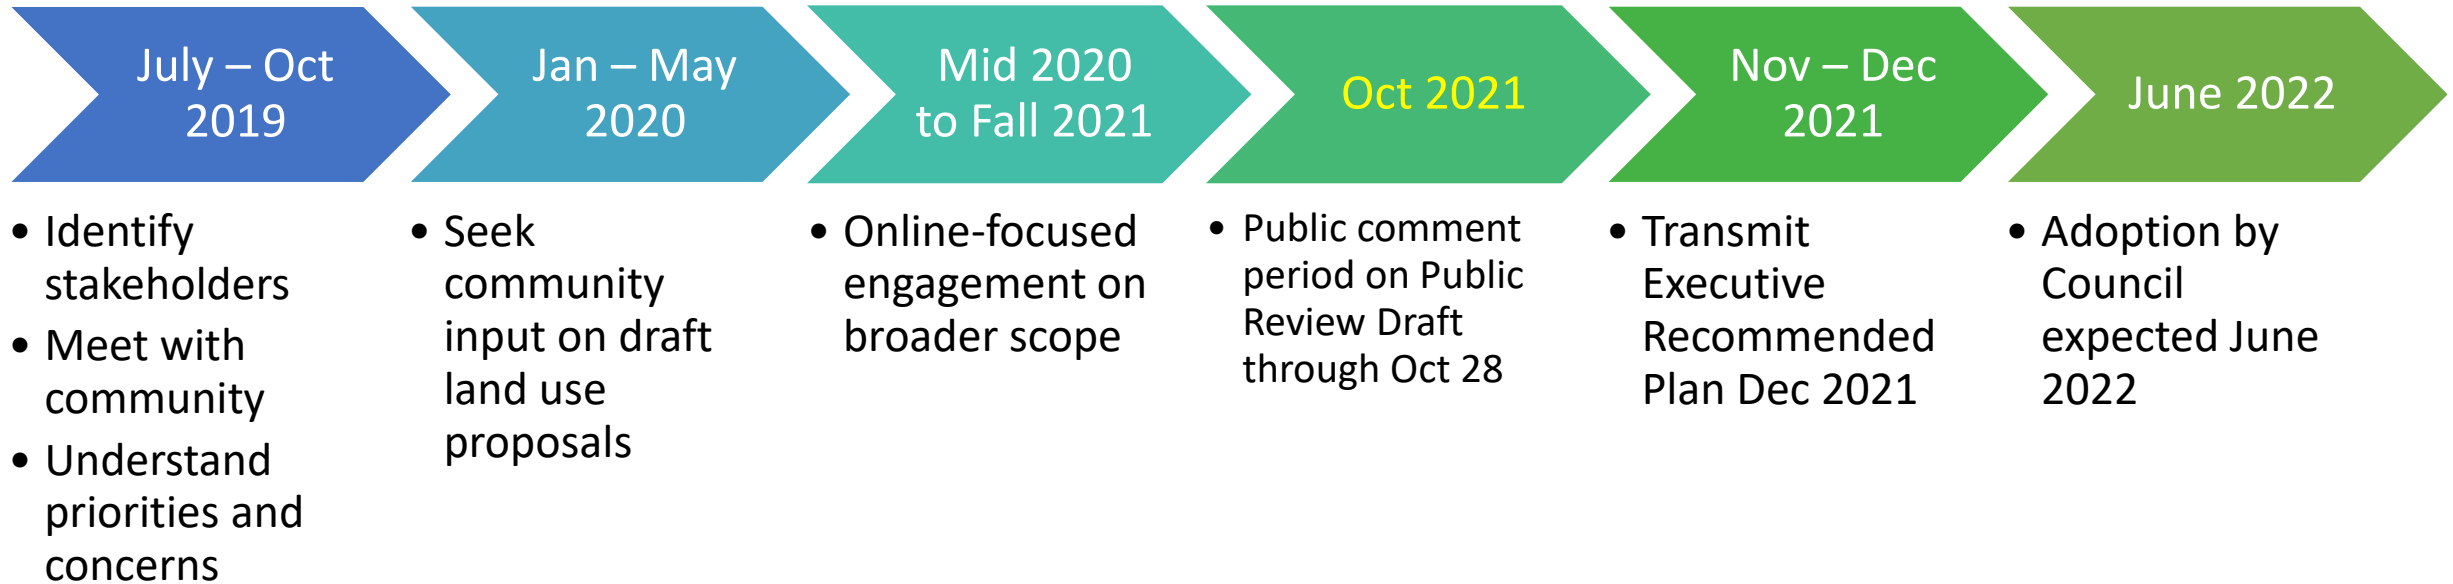 July – Oct
2019
Jan – May
2020
Mid 2020
to Fall 2021
Oct 2021
Nov – Dec
2021
June 2022
• Identify
stakeholders
• Meet with
community
• Understand
priorities and
concerns
• Seek
community
input on draft
land use
proposals
• Online-focused
engagement on
broader scope
• Public comment
period on Public
Review Draft
through Oct 28
• Transmit
Executive
Recommended
Plan Dec 2021
• Adoption by
Council
expected June
2022